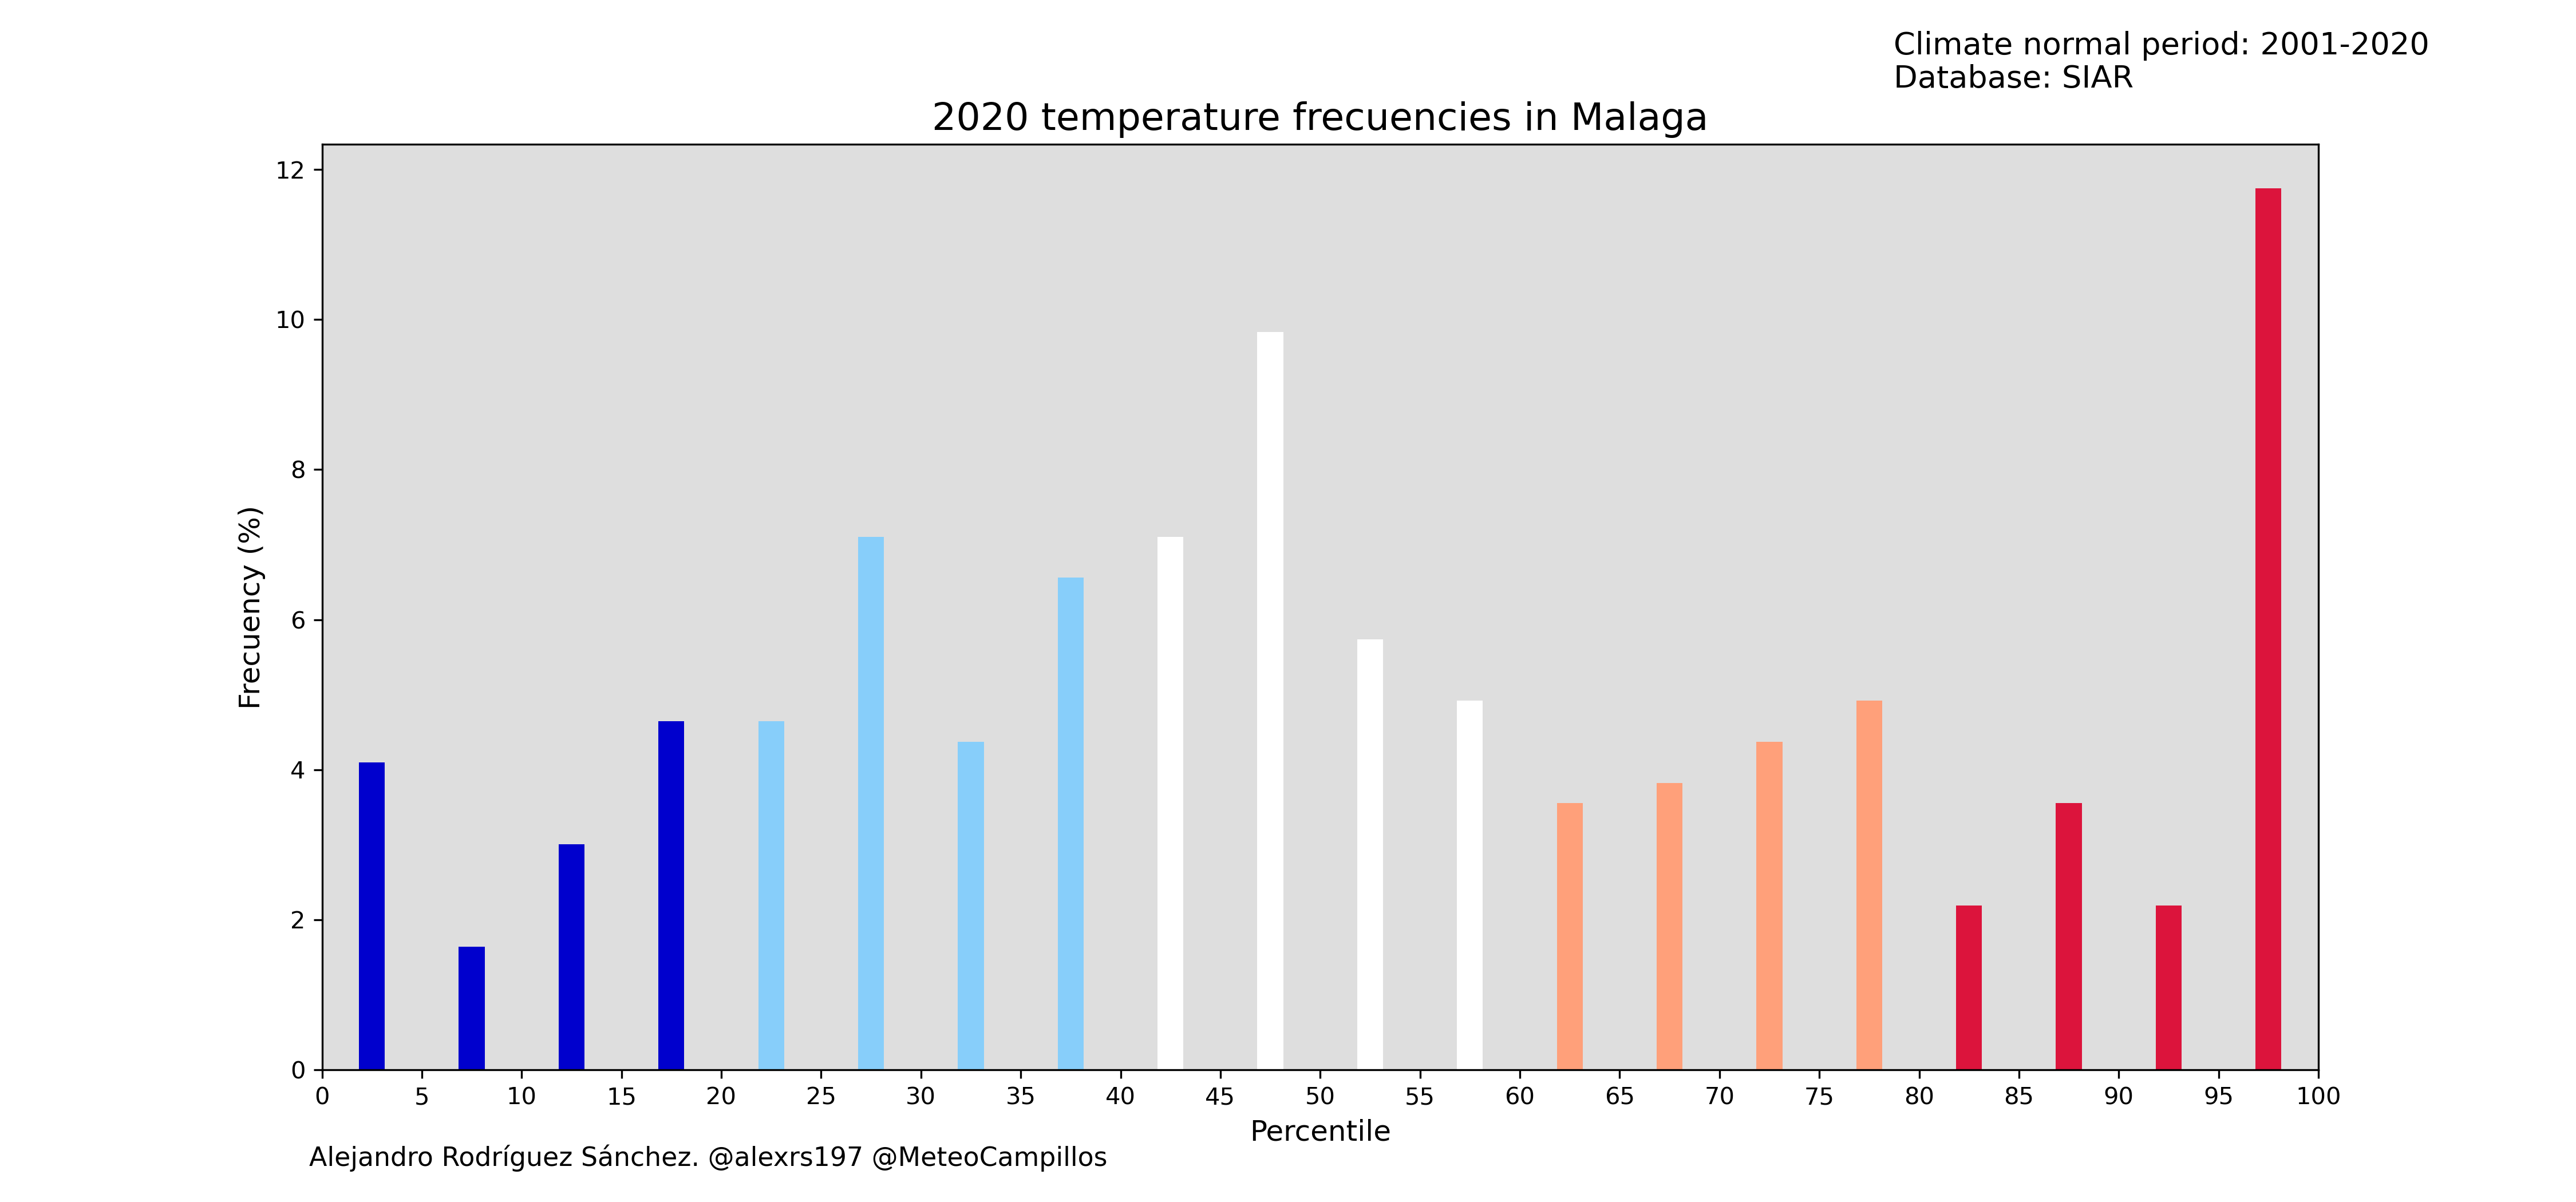 Climate normal period: 2001-2020
Database: SIAR
2020 temperature frecuencies in Malaga
12
10
8
6
4
2
0
Frecuency (%)
0 5 10 15 20 25 30 35 40 45 50 55 60 65 70 75 80 85 90 95 100
Percentile
Alejandro Rodríguez Sánchez. @alexrs197 @MeteoCampillos